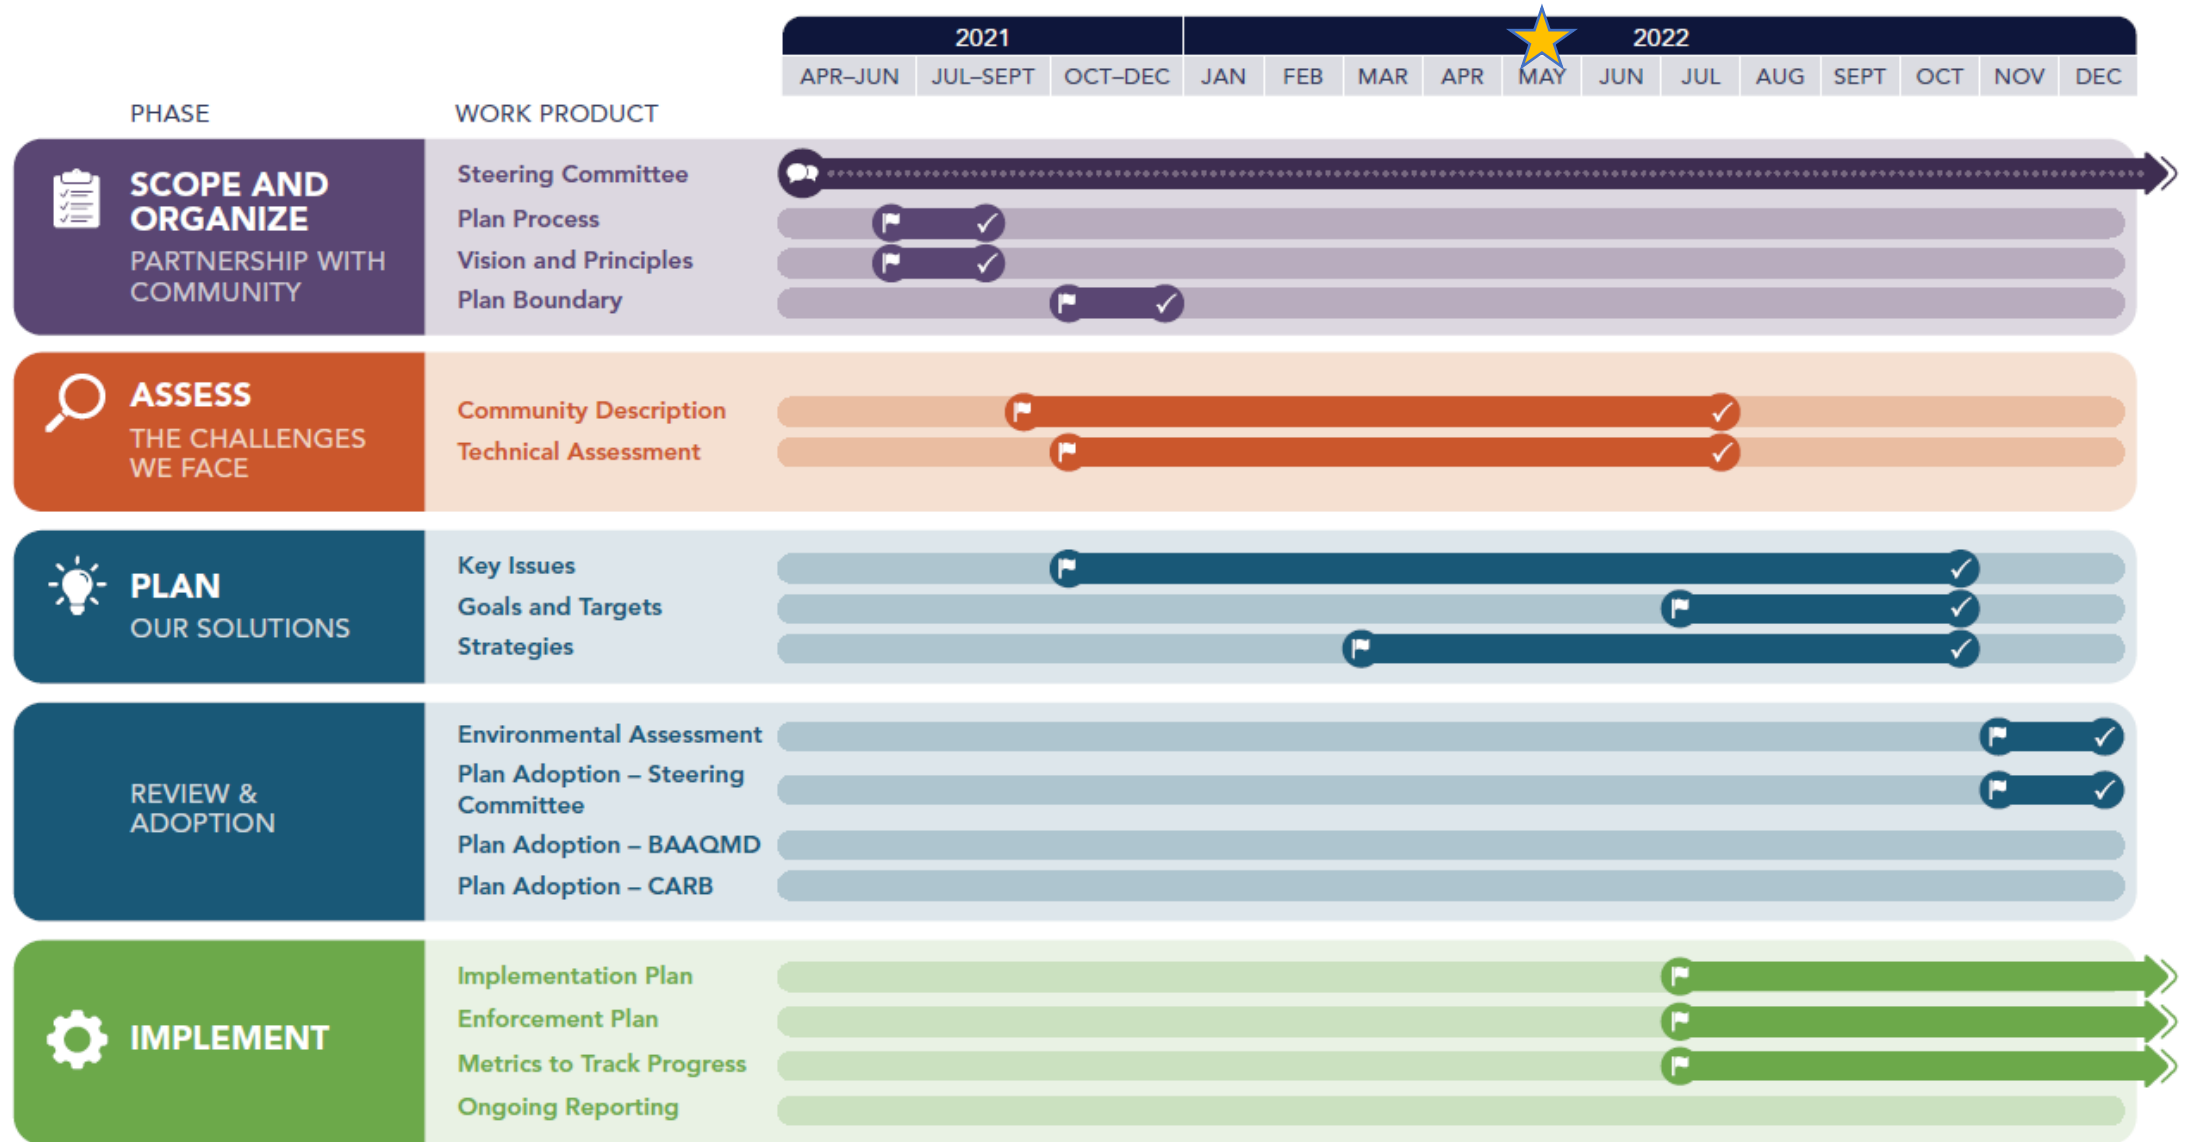 2021 2022
APR–JUN JUL–SEPT OCT–DEC JAN FEB MAR APR MAY JUN JUL AUG SEPT OCT NOV DEC
PHASE WORK PRODUCT
SCOPE AND
ORGANIZE
PARTNERSHIP WITH
COMMUNITY
Steering Committee
Plan Process
Vision and Principles
Plan Boundary
ASSESS
THE CHALLENGES
WE FACE
Community Description
Technical Assessment
PLAN
OUR SOLUTIONS
Key Issues
Goals and Targets
Strategies
REVIEW &
ADOPTION
Environmental Assessment
Plan Adoption – Steering
Committee
Plan Adoption – BAAQMD
Plan Adoption – CARB
IMPLEMENT
Implementation Plan
Enforcement Plan
Metrics to Track Progress
Ongoing Reporting